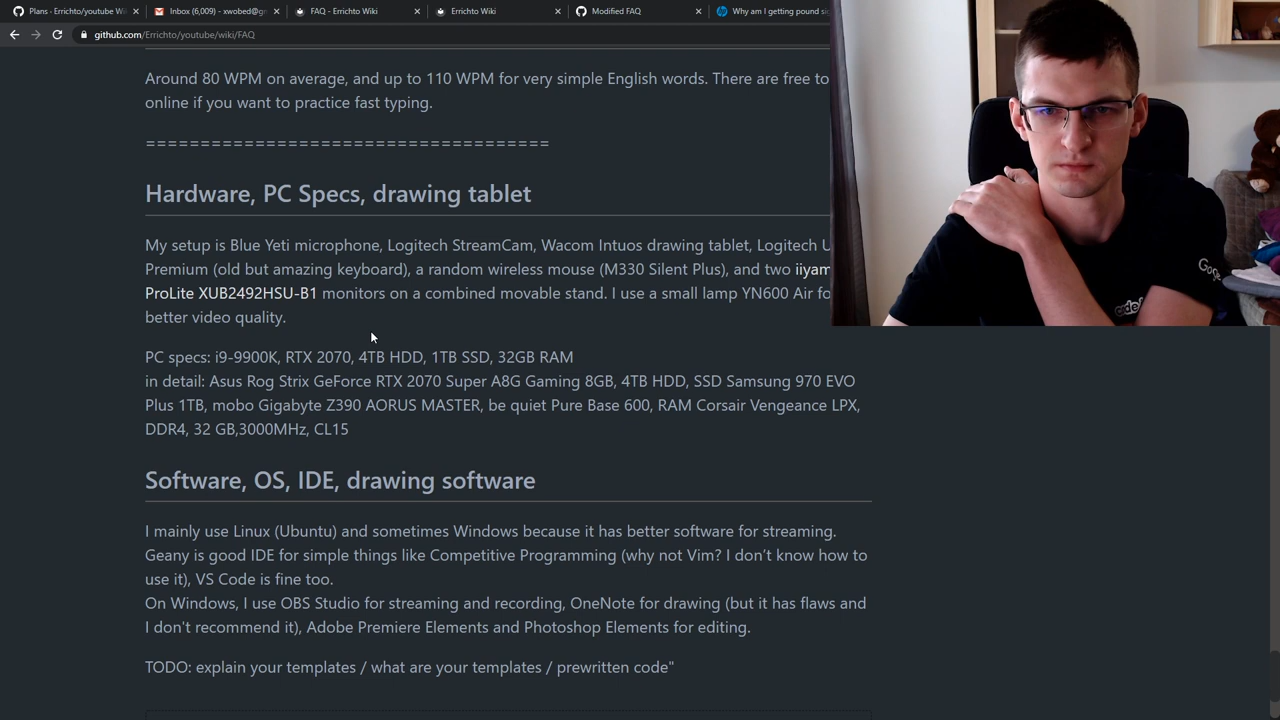 Plans - Errichto/youtube Wi
Inbox (6,009) - xwobed@g
FAQ - Errichto Wiki
Errichto Wiki
Modified FAQ
Why am I getting pound si
github.com/Errichto/youtube/wiki/FAQ
Around 80 WPM on average, and up to 110 WPM for very simple English words. There are free to
online if you want to practice fast typing.
=====================================
Hardware, PC Specs, drawing tablet
My setup is Blue Yeti microphone, Logitech StreamCam, Wacom Intuos drawing tablet, Logitech U
Premium (old but amazing keyboard), a random wireless mouse (M330 Silent Plus), and two iiyam
ProLite XUB2492HSU-B1 monitors on a combined movable stand. I use a small lamp YN600 Air fo
better video quality.
PC specs: i9-9900K, RTX 2070, 4TB HDD, 1TB SSD, 32GB RAM
in detail: Asus Rog Strix GeForce RTX 2070 Super A8G Gaming 8GB, 4TB HDD, SSD Samsung 970 EVO
Plus 1TB, mobo Gigabyte Z390 AORUS MASTER, be quiet Pure Base 600, RAM Corsair Vengeance LPX,
DDR4, 32 GB,3000MHz, CL15
Software, OS, IDE, drawing software
I mainly use Linux (Ubuntu) and sometimes Windows because it has better software for streaming.
Geany is good IDE for simple things like Competitive Programming (why not Vim? I don't know how to
use it), VS Code is fine too.
On Windows, I use OBS Studio for streaming and recording, OneNote for drawing (but it has flaws and
I don't recommend it), Adobe Premiere Elements and Photoshop Elements for editing.
TODO: explain your templates / what are your templates / prewritten code"